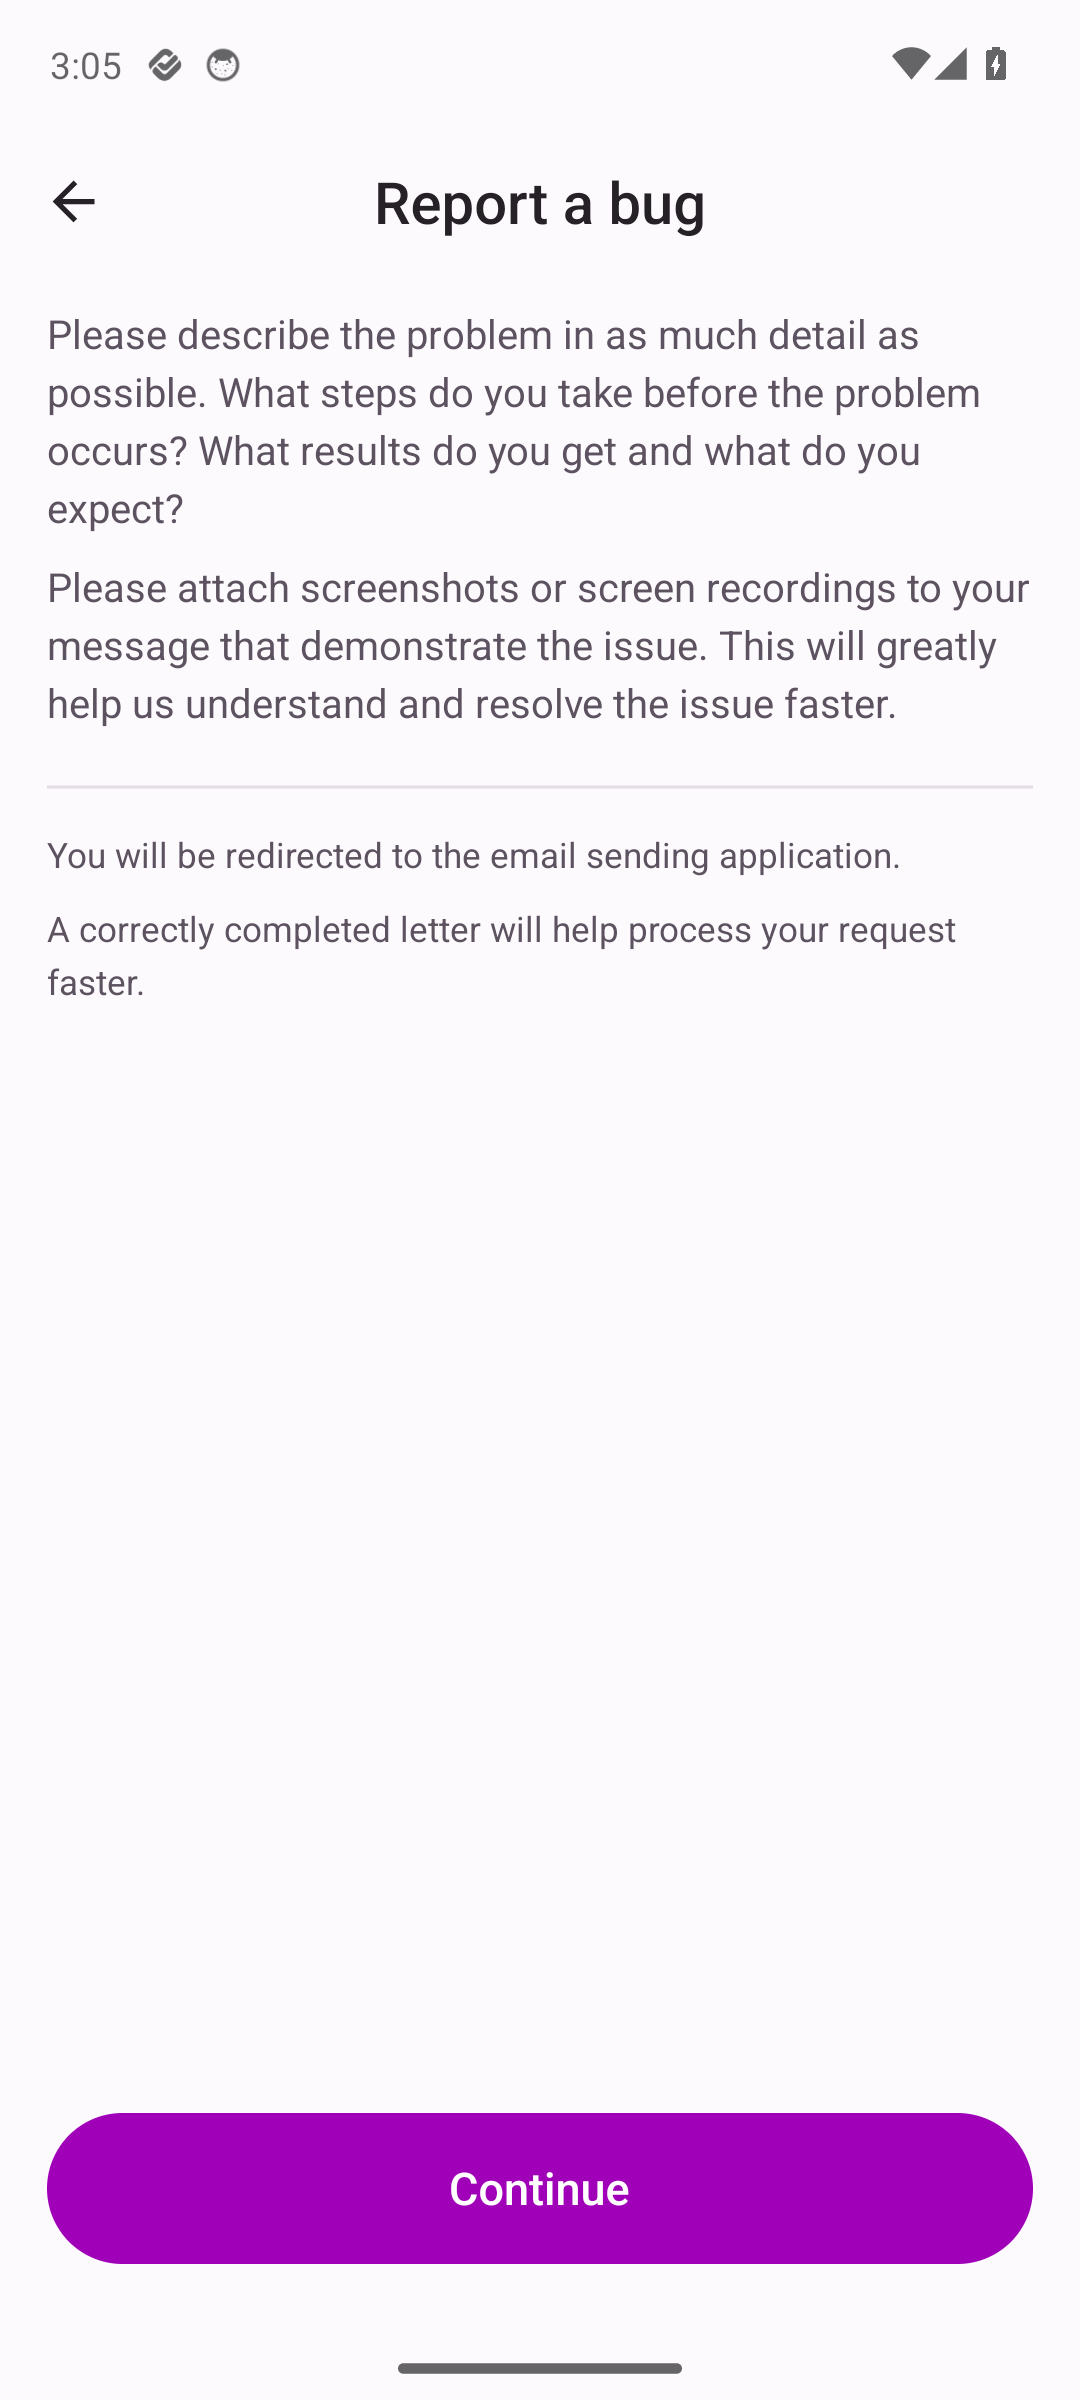 3:05
Report a bug
Please describe the problem in as much detail as
possible. What steps do you take before the problem
occurs? What results do you get and what do you
expect?
Please attach screenshots or screen recordings to your
message that demonstrate the issue. This will greatly
help us understand and resolve the issue faster.
You will be redirected to the email sending application.
A correctly completed letter will help process your request
faster.
Continue